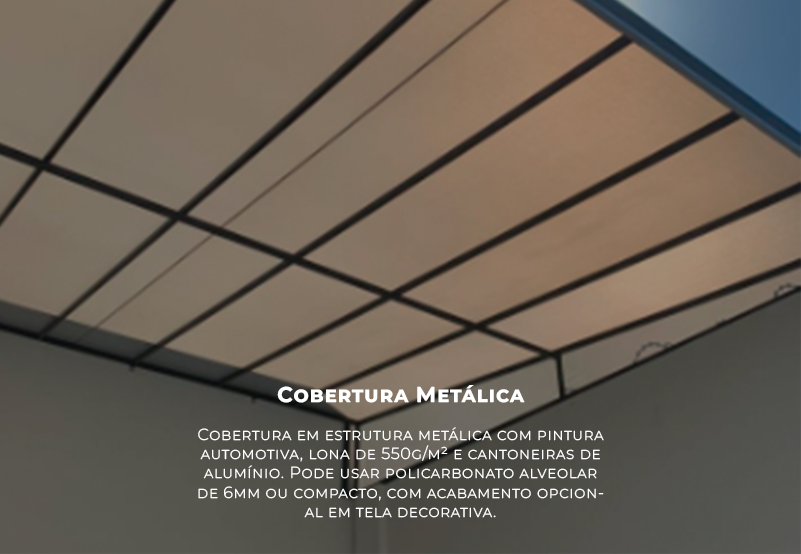 Cobertura Metálica
Cobertura em estrutura metálica com pintura
automotiva, lona de 550g/m² e cantoneiras de
alumínio. Pode usar policarbonato alveolar
de 6mm ou compacto, com acabamento opcion-
al em tela decorativa.